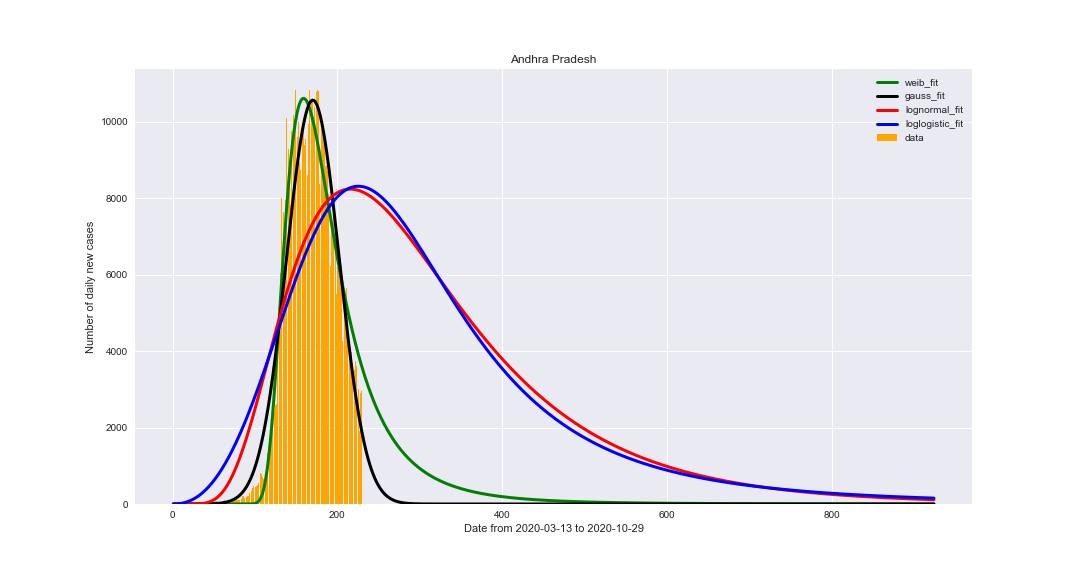 Andhra Pradesh
weib_fit
gauss_fit
lognormal_fit
loglogistic_fit
data
Number of daily new cases
10000
8000
6000
4000
2000
0
0 200 400 600 800
Date from 2020-03-13 to 2020-10-29